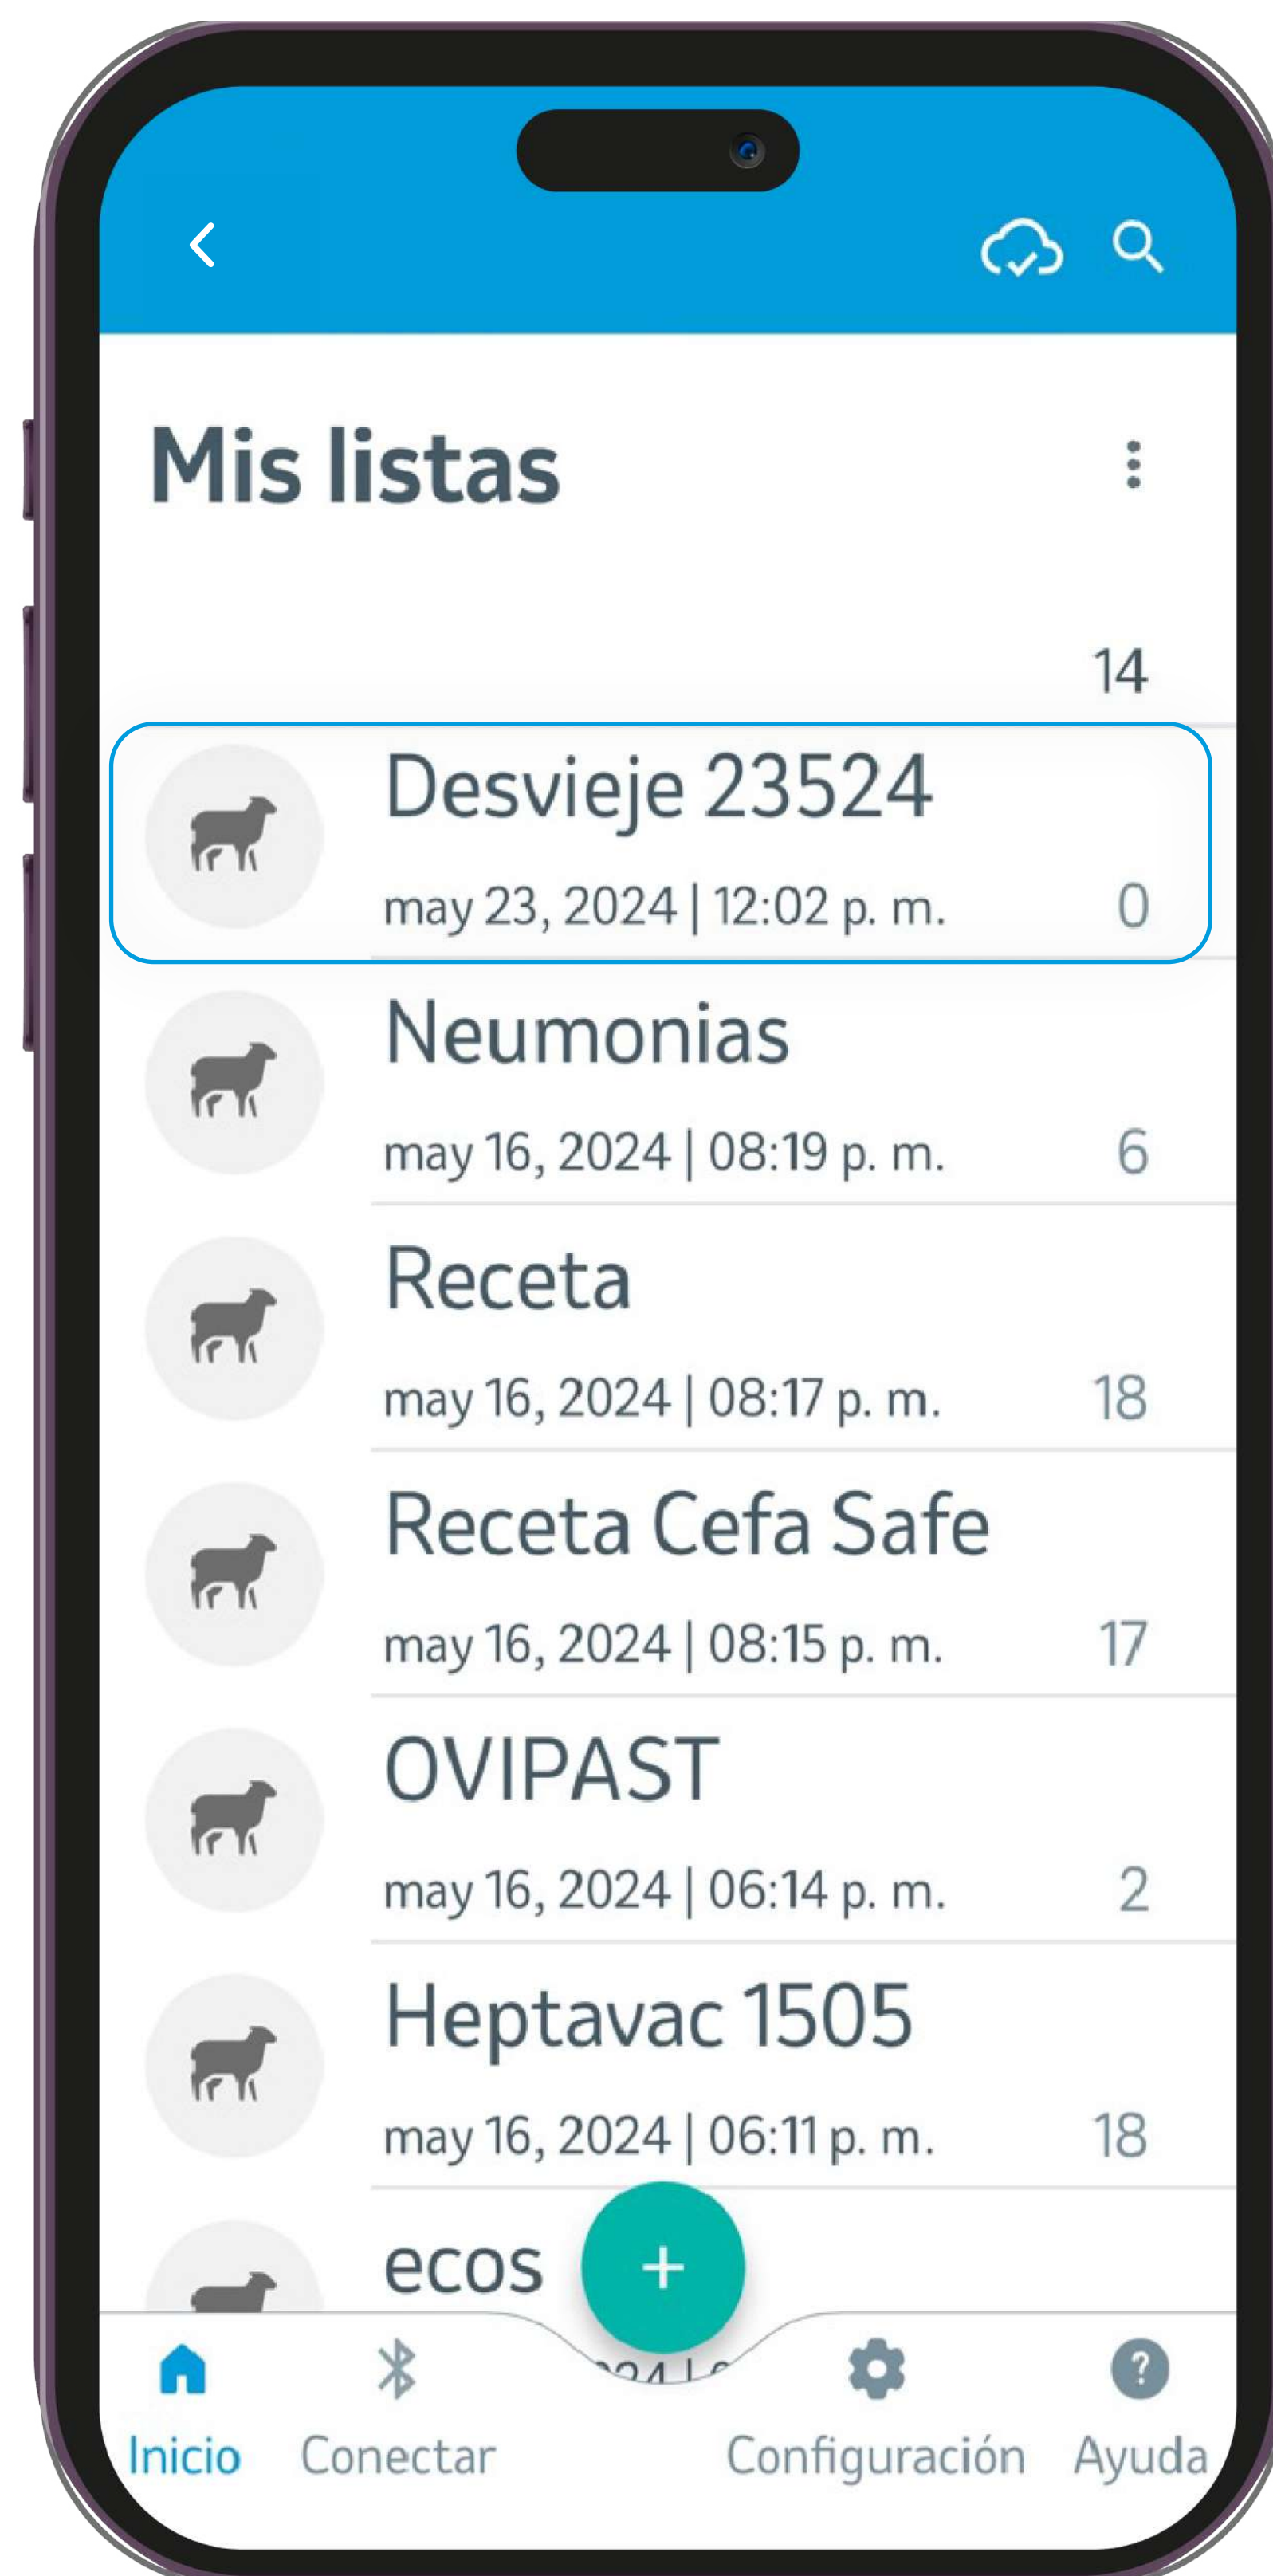 Mis listas
14
Desvieje 23524
may 23, 2024 | 12:02 p. m. 0
Neumonias
may 16, 2024 | 08:19 p. m. 6
Receta
may 16, 2024 | 08:17 p. m. 18
Receta Cefa Safe
may 16, 2024 | 08:15 p. m. 17
OVIPAST
may 16, 2024 | 06:14 p. m. 2
Heptavac 1505
may 16, 2024 | 06:11 p. m. 18
ecos
+
Inicio Conectar Configuración Ayuda